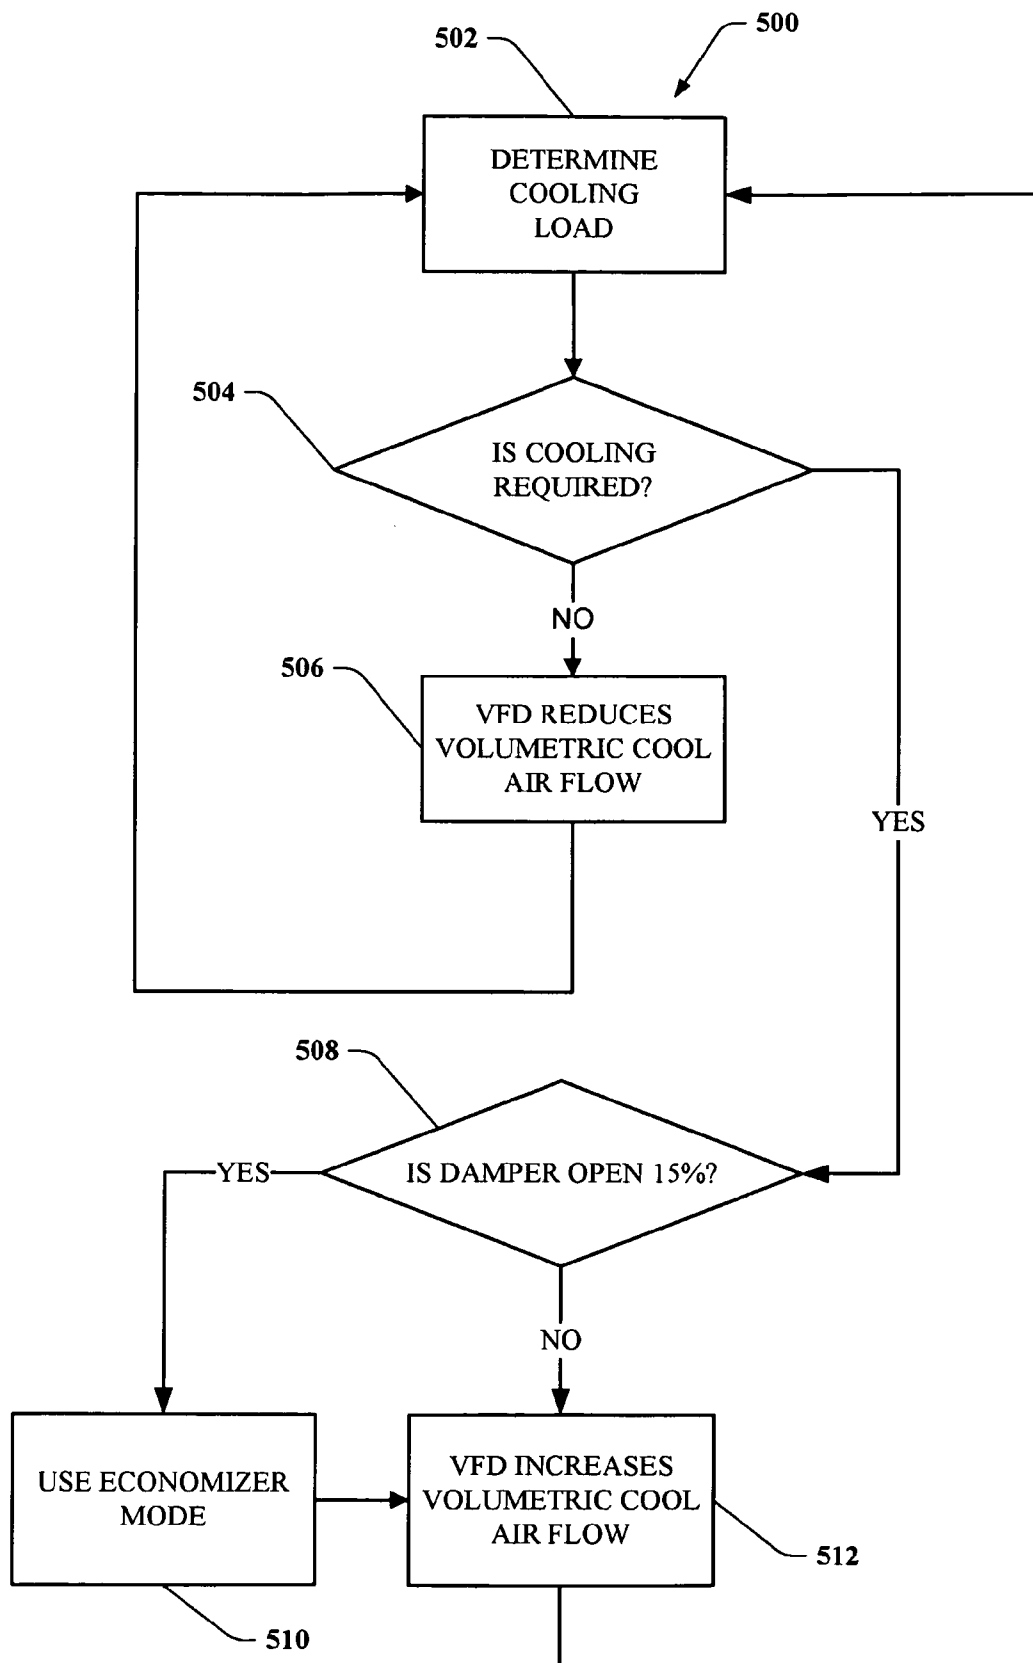 500
502
DETERMINE
COOLING
LOAD
504
IS COOLING
REQUIRED?
NO
506
VFD REDUCES
VOLUMETRIC COOL
AIR FLOW
YES
508
YES
IS DAMPER OPEN 15%?
NO
USE ECONOMIZER
MODE
VFD INCREASES
VOLUMETRIC COOL
AIR FLOW
512
510